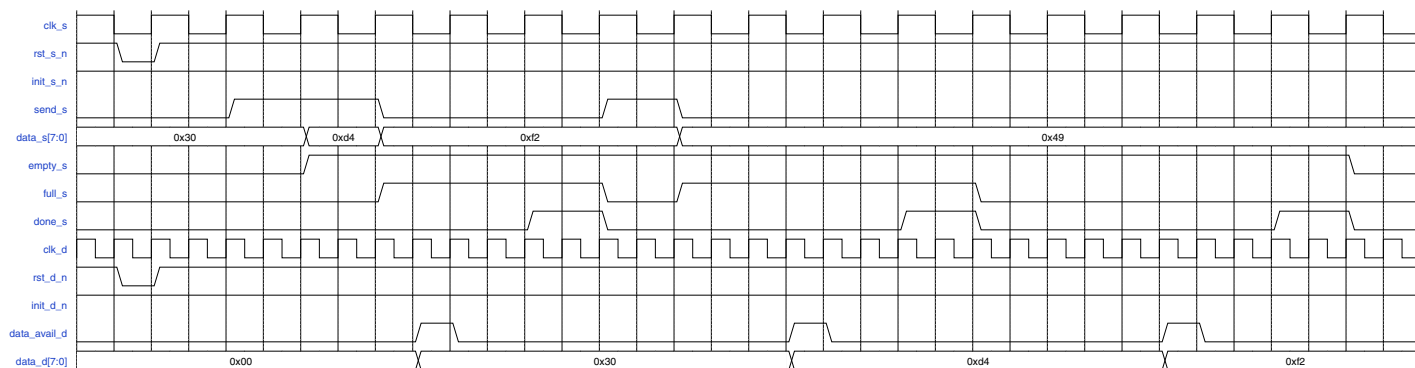 clk_s
rst_s_n
init_s_n
send_s
data_s[7:0] 0x30 0xd4 0xf2 0x49
empty_s
full_s
done_s
clk_d
rst_d_n
init_d_n
data_avail_d
data_d[7:0] 0x00 0x30 0xd4 0xf2